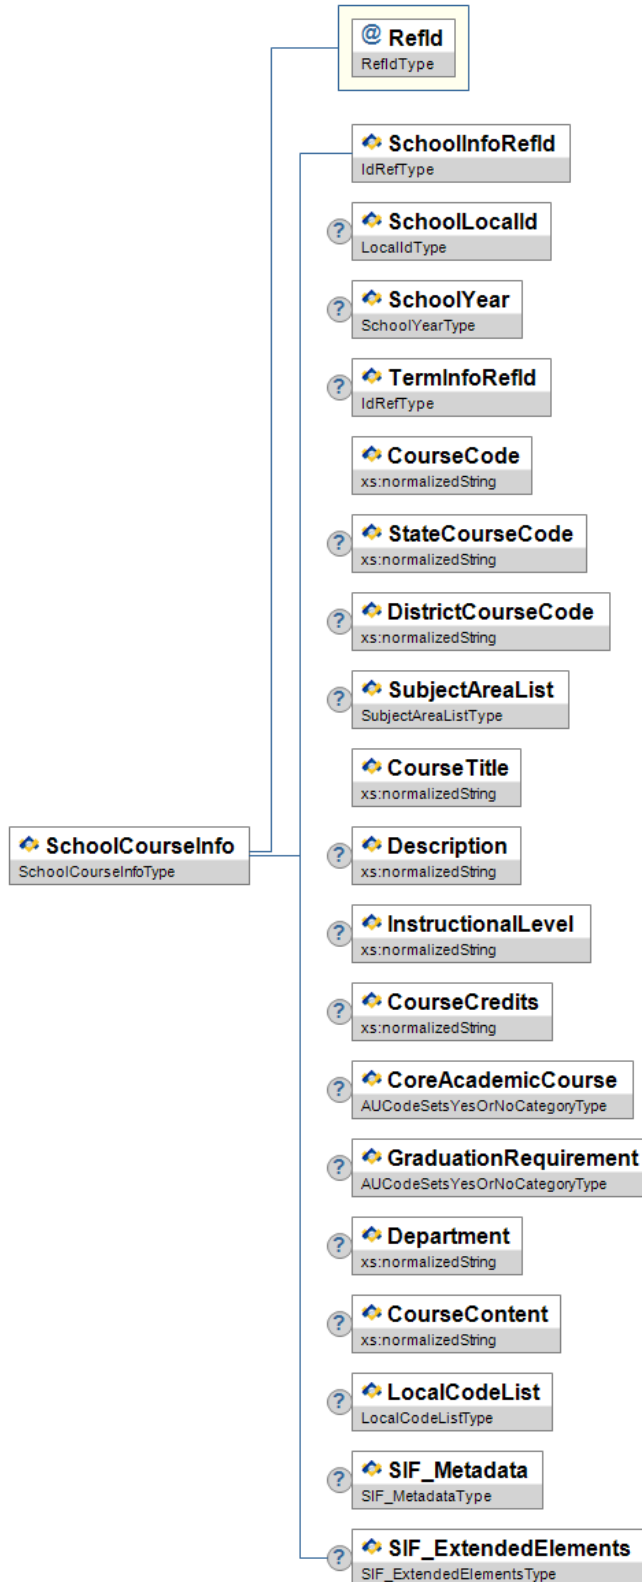 @ RefId
RefIdType
SchoolInfoRefId
IdRefType
? SchoolLocalId
LocalIdType
? SchoolYear
SchoolYearType
? TermInfoRefId
IdRefType
CourseCode
xs:normalizedString
? StateCourseCode
xs:normalizedString
? DistrictCourseCode
xs:normalizedString
? SubjectAreaList
SubjectAreaListType
CourseTitle
xs:normalizedString
SchoolCourseInfo
SchoolCourseInfoType
? Description
xs:normalizedString
? InstructionalLevel
xs:normalizedString
? CourseCredits
xs:normalizedString
? CoreAcademicCourse
AUCodeSetsYesOrNoCategoryType
? GraduationRequirement
AUCodeSetsYesOrNoCategoryType
? Department
xs:normalizedString
? CourseContent
xs:normalizedString
? LocalCodeList
LocalCodeListType
? SIF_Metadata
SIF_MetadataType
? SIF_ExtendedElements
SIF_ExtendedElementsType